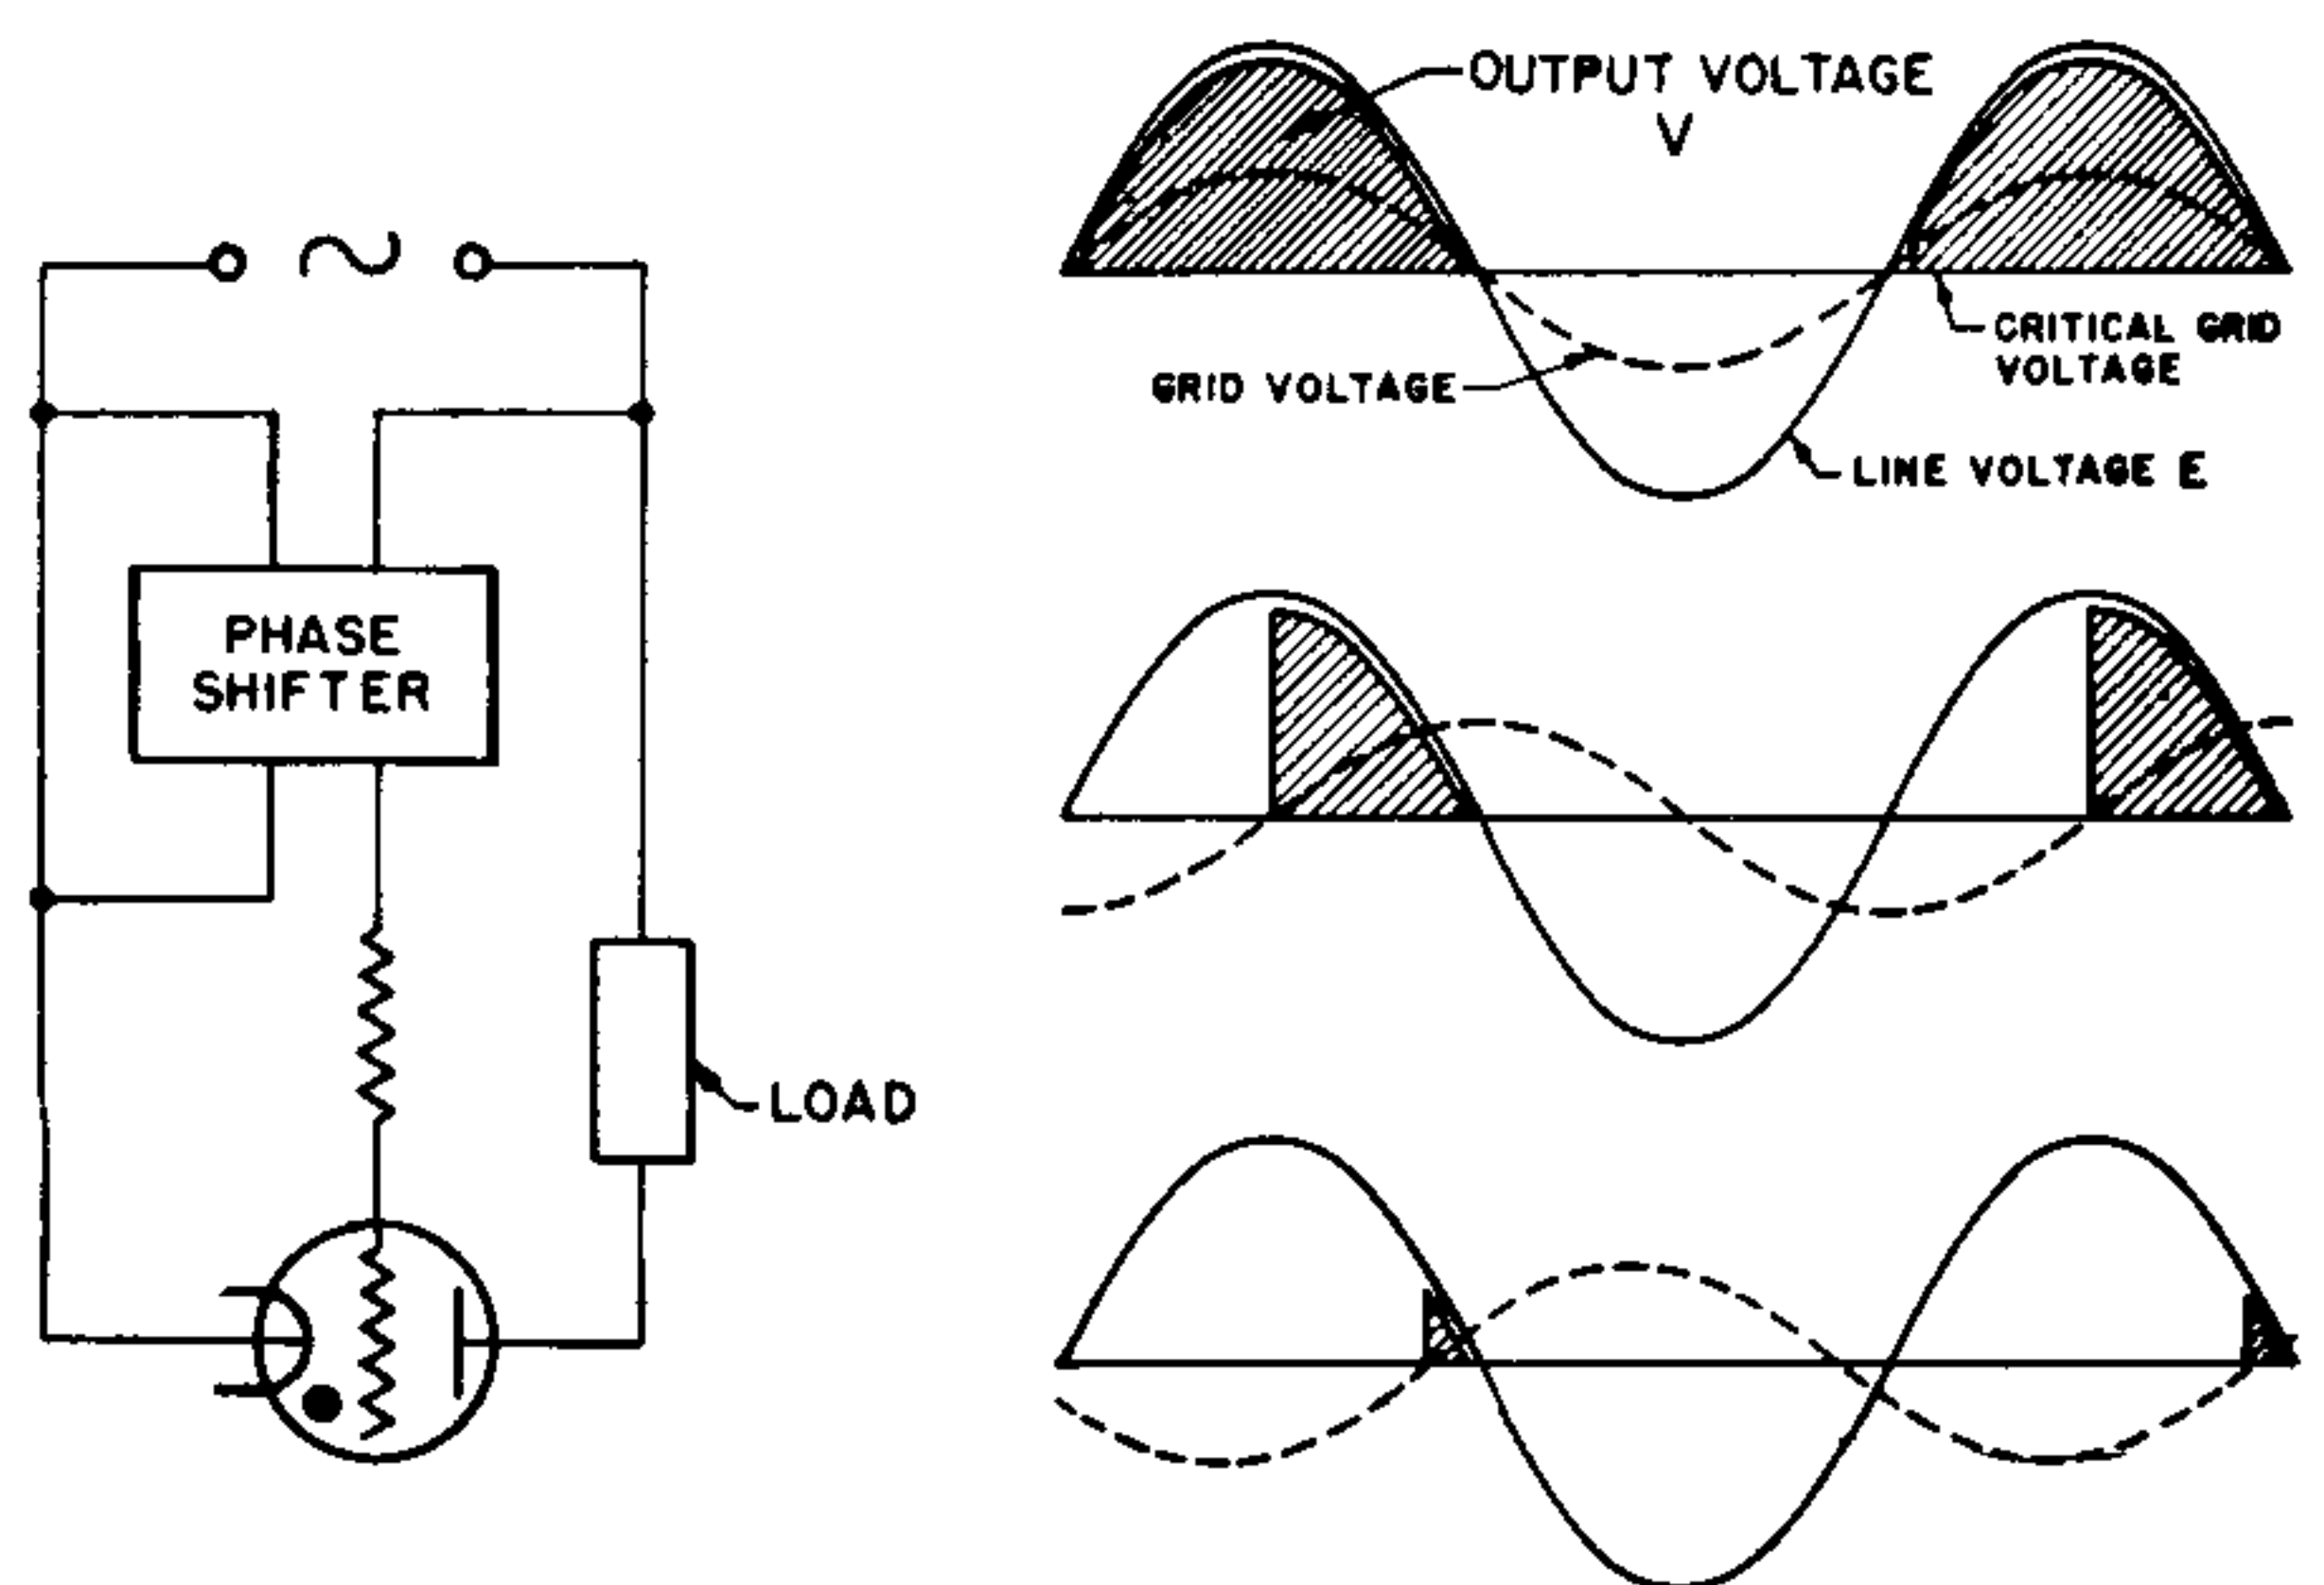 OUTPUT VOLTAGE
V
CRITICAL GRID
VOLTAGE
GRID VOLTAGE
LINE VOLTAGE E
PHASE
SHIFTER
LOAD